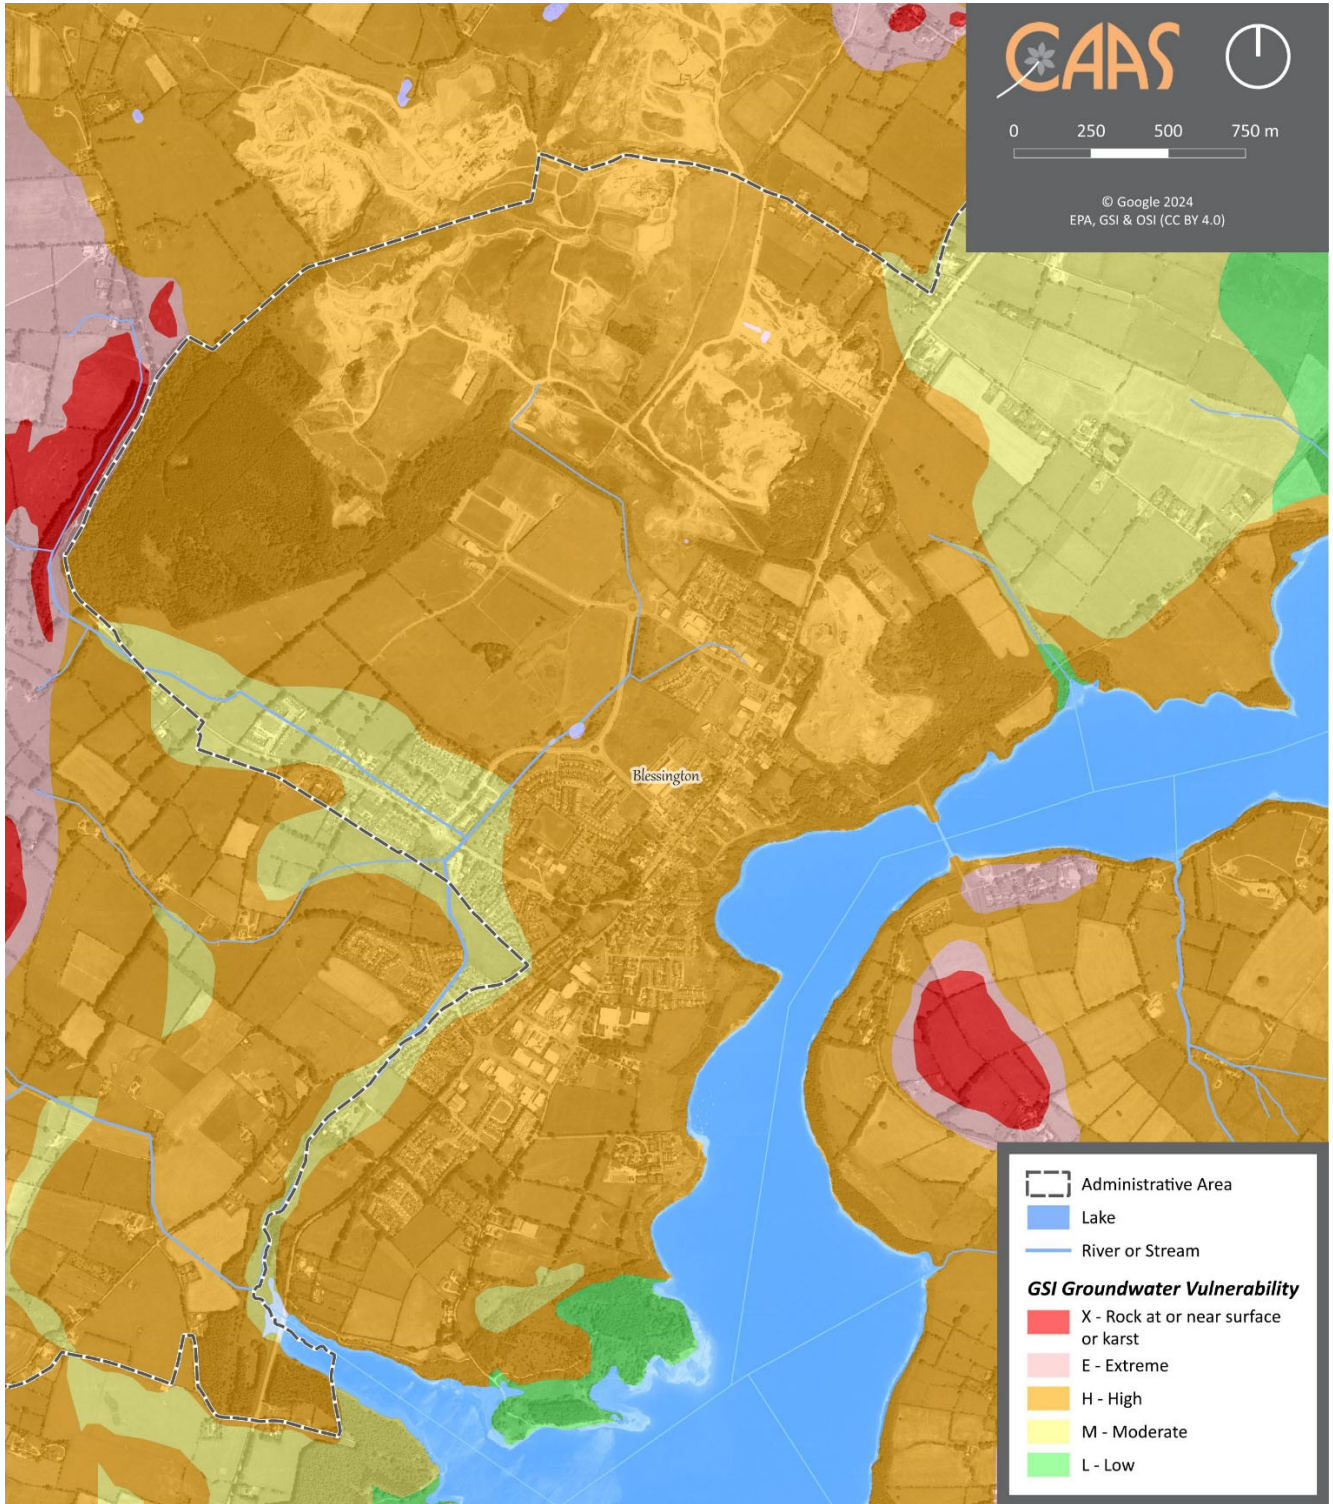 CAAS
0 250 500 750 m
© Google 2024
EPA, GSI & OSI (CC BY 4.0)
Blessington
Administrative Area
Lake
River or Stream
GSI Groundwater Vulnerability
X - Rock at or near surface
or karst
E - Extreme
H - High
M - Moderate
L - Low